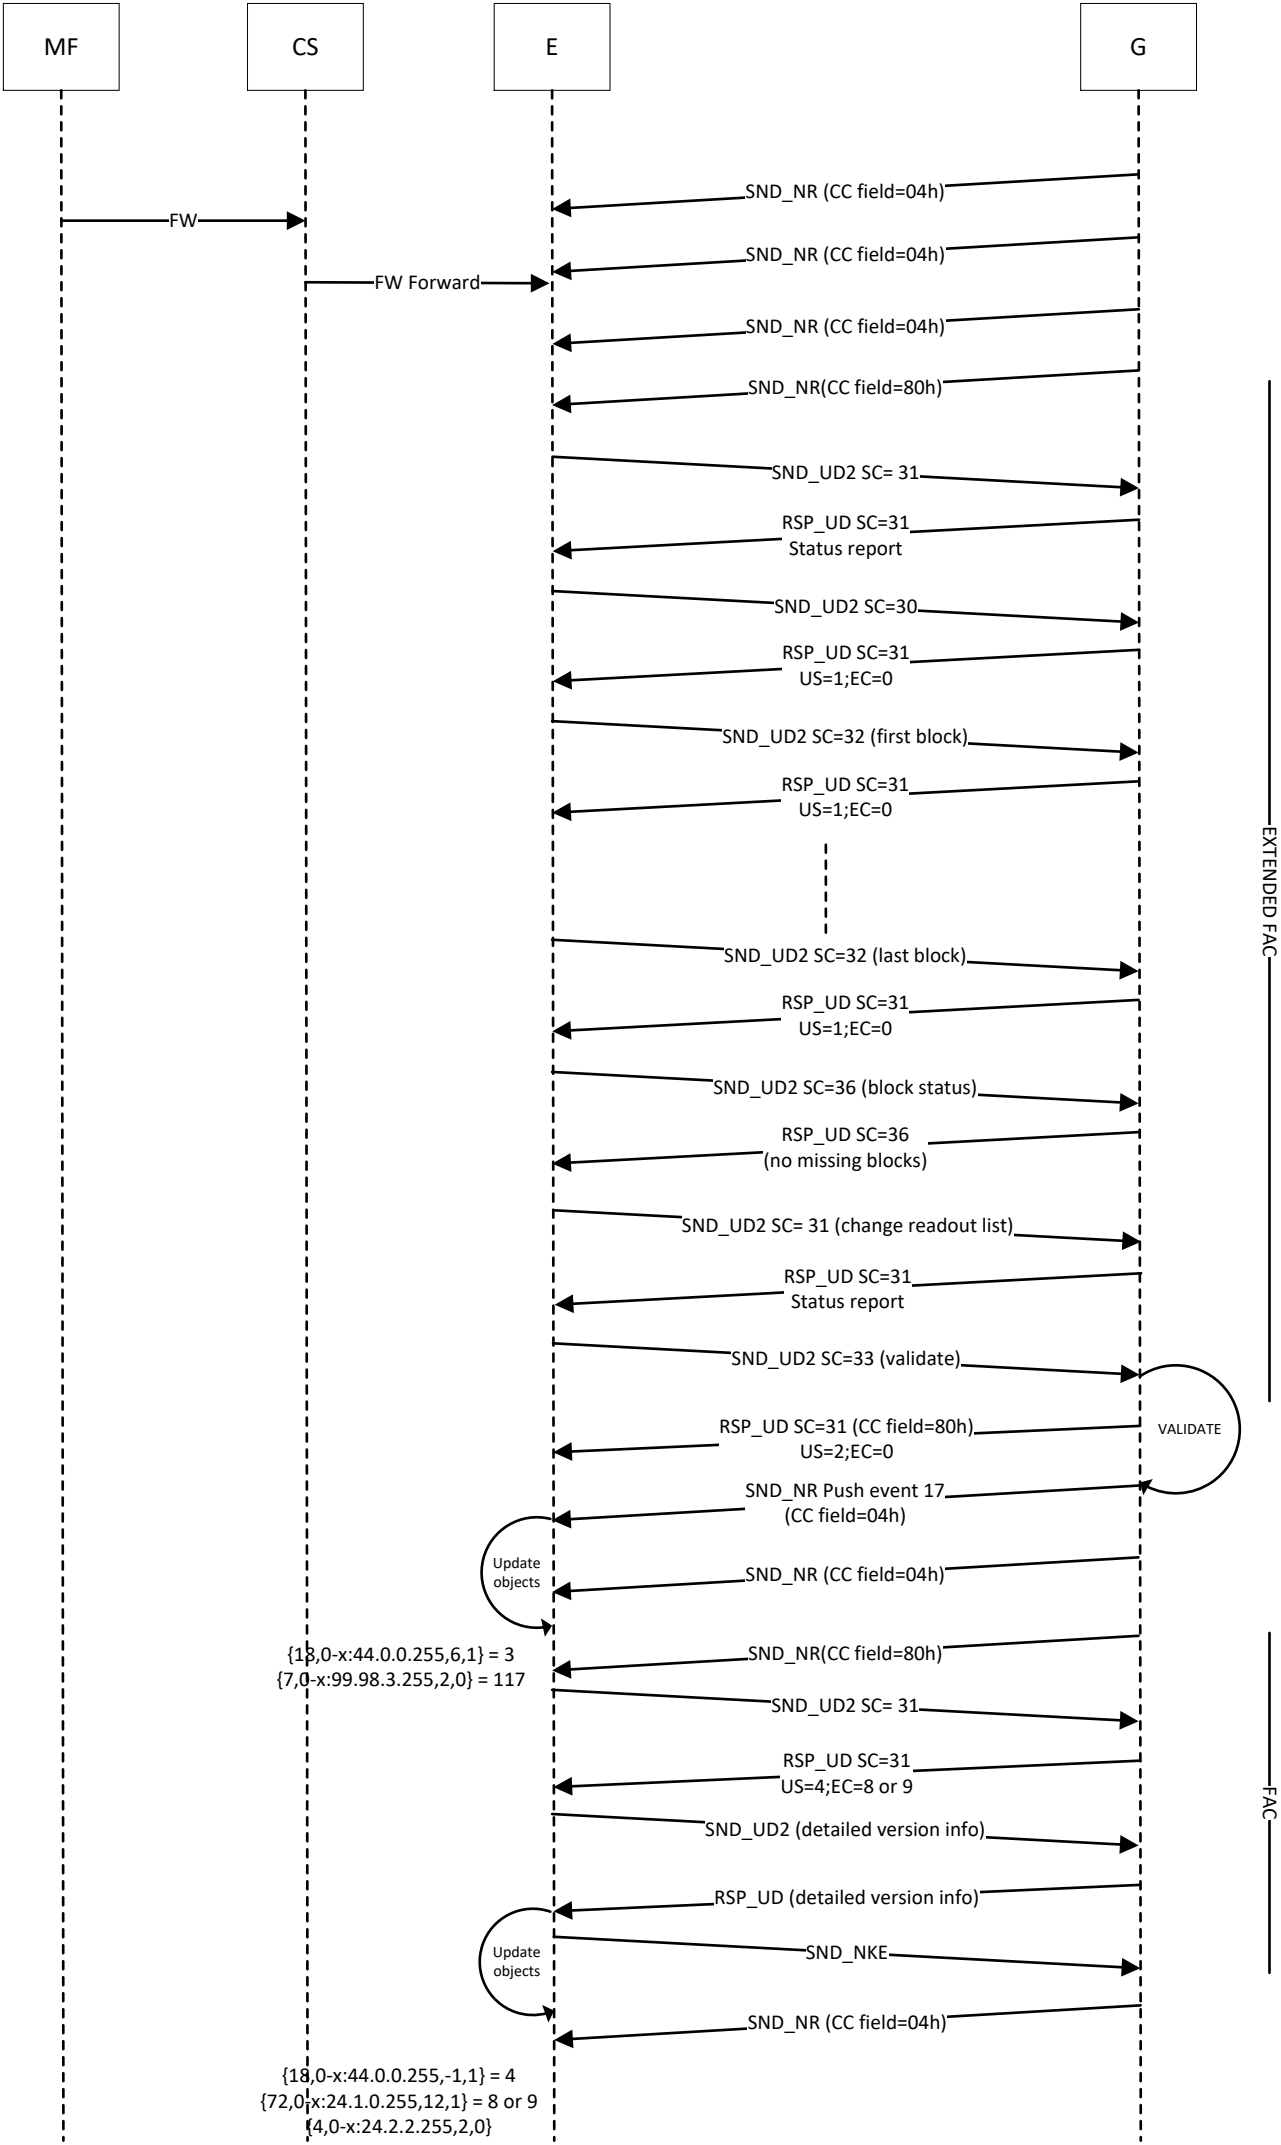 MF
CS
E
G
SND_NR (CC field=04h)
FW
SND_NR (CC field=04h)
FW Forward
SND_NR (CC field=04h)
SND_NR(CC field=80h)
SND_UD2 SC= 31
RSP_UD SC=31
Status report
SND_UD2 SC=30
RSP_UD SC=31
US=1;EC=0
SND_UD2 SC=32 (first block)
RSP_UD SC=31
US=1;EC=0
EXTENDED FAC
SND_UD2 SC=32 (last block)
RSP_UD SC=31
US=1;EC=0
SND_UD2 SC=36 (block status)
RSP_UD SC=36
(no missing blocks)
SND_UD2 SC= 31 (change readout list)
RSP_UD SC=31
Status report
SND_UD2 SC=33 (validate)
RSP_UD SC=31 (CC field=80h)
US=2;EC=0
VALIDATE
SND_NR Push event 17
(CC field=04h)
Update
objects
SND_NR (CC field=04h)
{18,0-x:44.0.0.255,6,1} = 3
{7,0-x:99.98.3.255,2,0} = 117
SND_NR(CC field=80h)
SND_UD2 SC= 31
RSP_UD SC=31
US=4;EC=8 or 9
FAC
SND_UD2 (detailed version info)
RSP_UD (detailed version info)
Update
objects
SND_NKE
SND_NR (CC field=04h)
{18,0-x:44.0.0.255,-1,1} = 4
{72,0-x:24.1.0.255,12,1} = 8 or 9
{4,0-x:24.2.2.255,2,0}